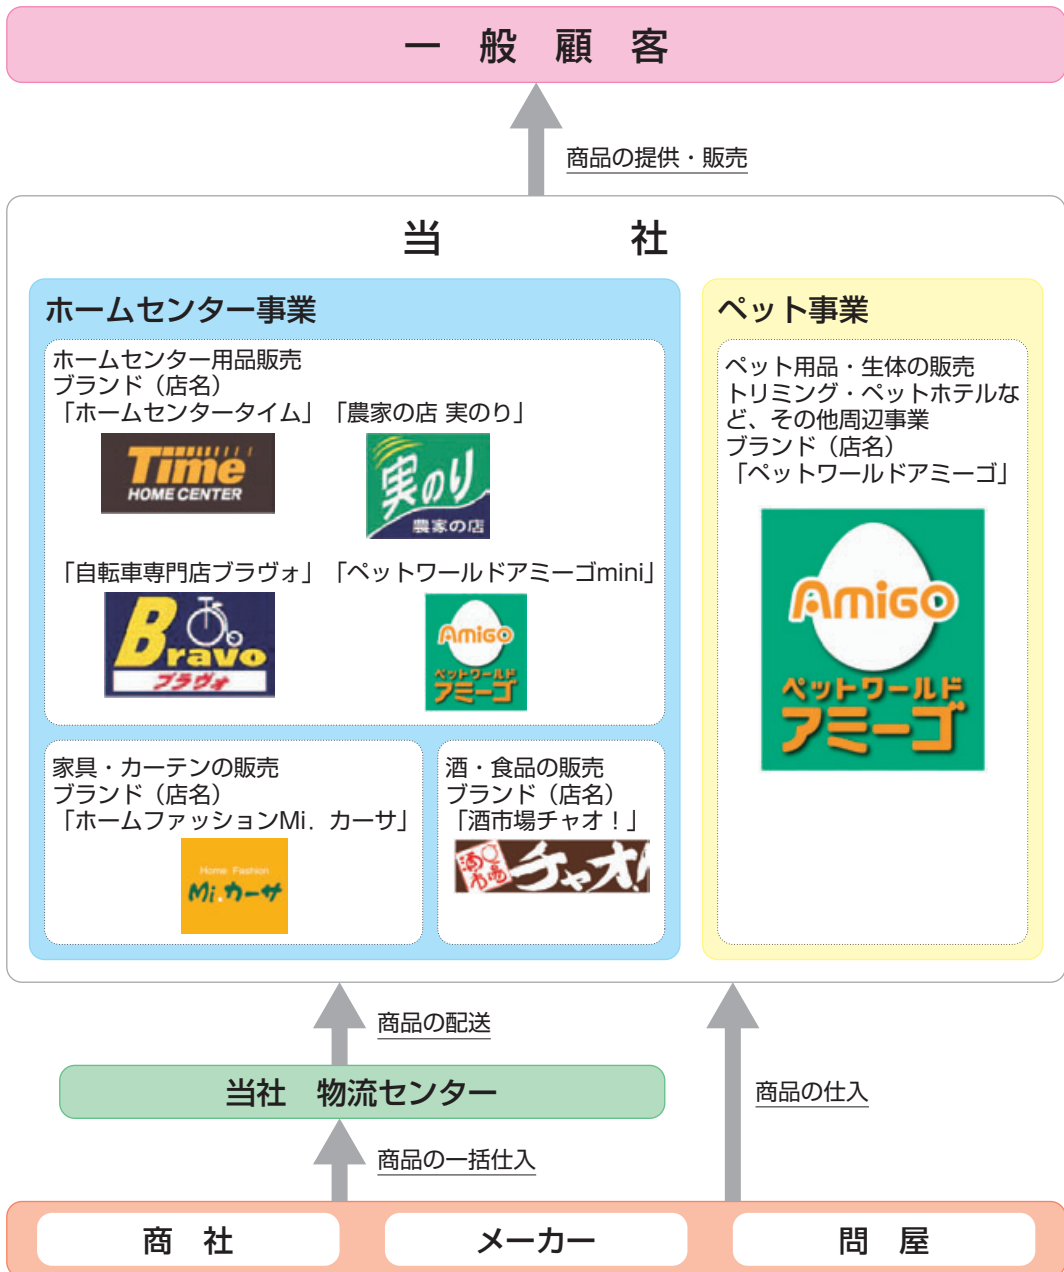 一 般 顧 客
商品の提供・販売
当 社
ホームセンター事業
ホームセンター用品販売
ブランド（店名）
「ホームセンタータイム」「農家の店 実のり」
Time
HOME CENTER
実のり
農家の店
「自転車専門店ブラヴォ」「ペットワールドアミーゴmini」
Bravo
ブラヴォ
AmiGO
ペットワールド
アミーゴ
家具・カーテンの販売
ブランド（店名）
「ホームファッションMi．カーサ」
Home Fashion
Mi.カーサ
酒・食品の販売
ブランド（店名）
「酒市場チャオ！」
酒市場
チャオ!
ペット事業
ペット用品・生体の販売
トリミング・ペットホテルな
ど、その他周辺事業
ブランド（店名）
「ペットワールドアミーゴ」
AmiGO
ペットワールド
アミーゴ
商品の配送
当社 物流センター
商品の仕入
商品の一括仕入
商 社
メーカー
問 屋